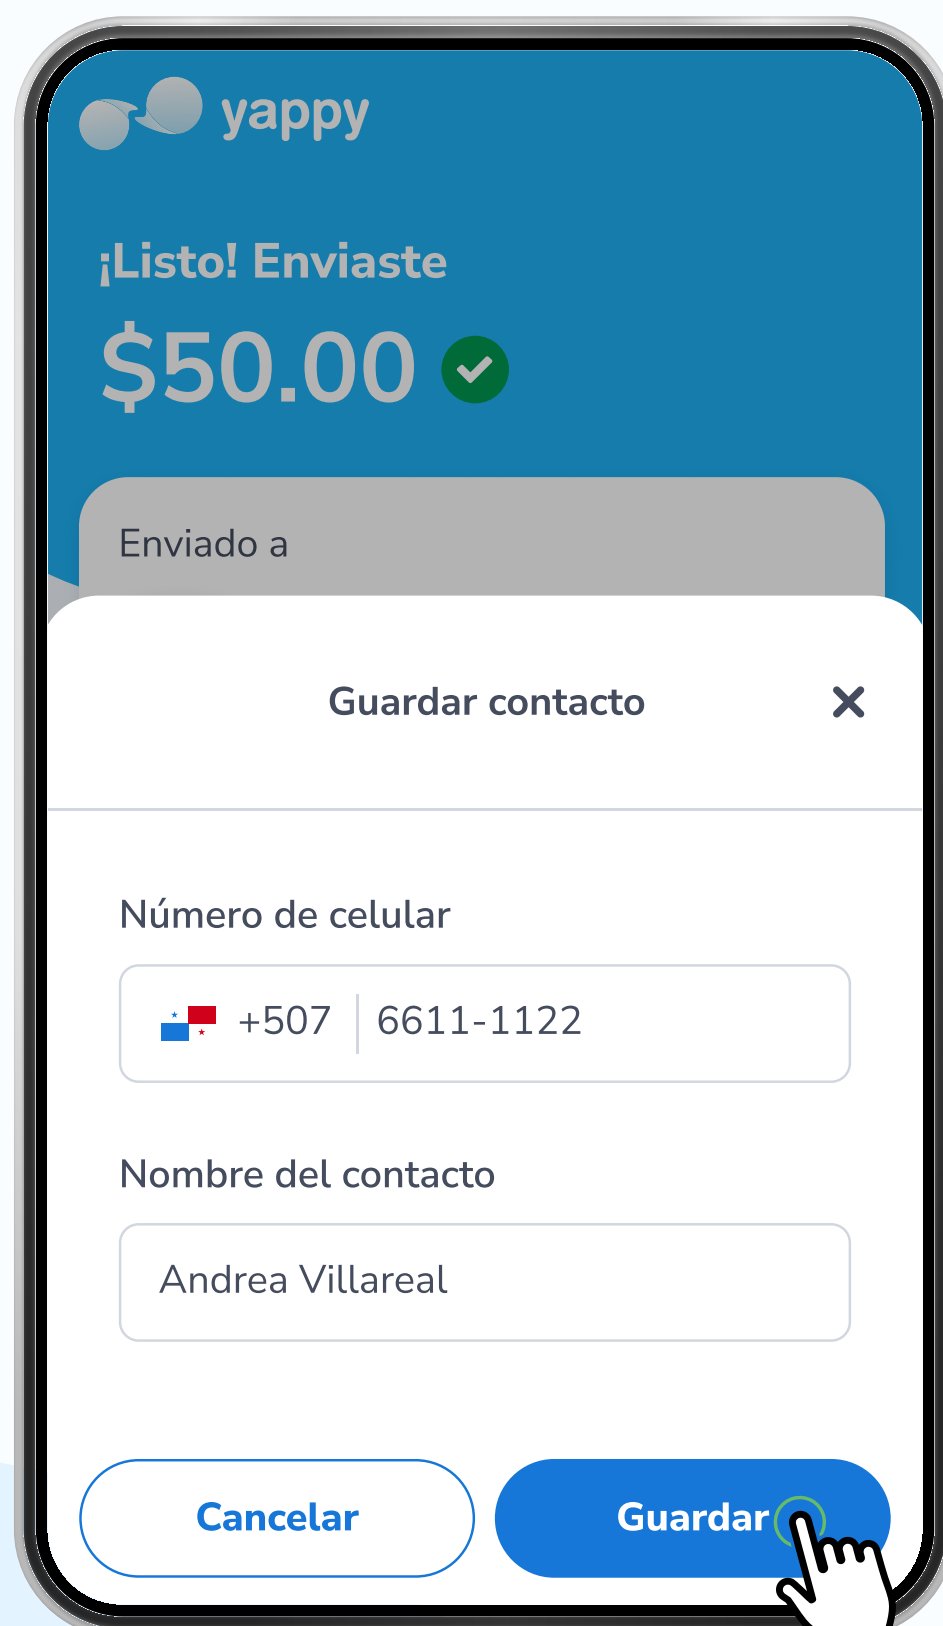 yappy
¡Listo! Enviaste
$50.00
Enviado a
Guardar contacto
Número de celular
+507 6611-1122
Nombre del contacto
Andrea Villareal
Cancelar
Guardar